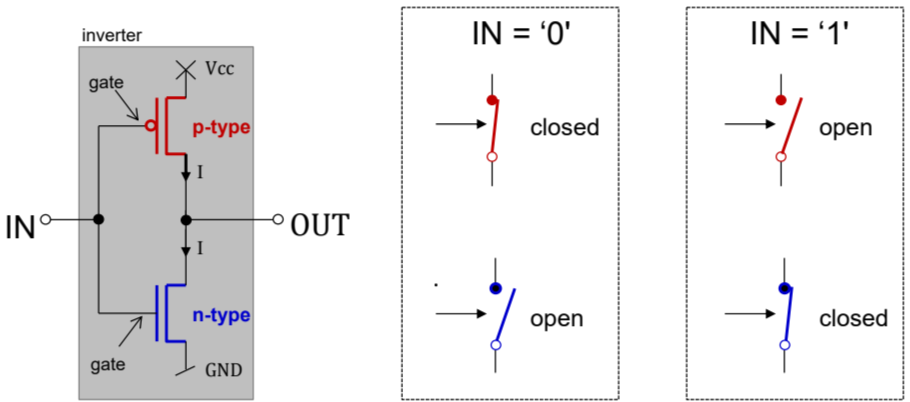 inverter
gate
Vcc
p-type
I
IN
OUT
I
n-type
gate
GND
IN = ‘0’
closed
open
IN = ‘1’
open
closed